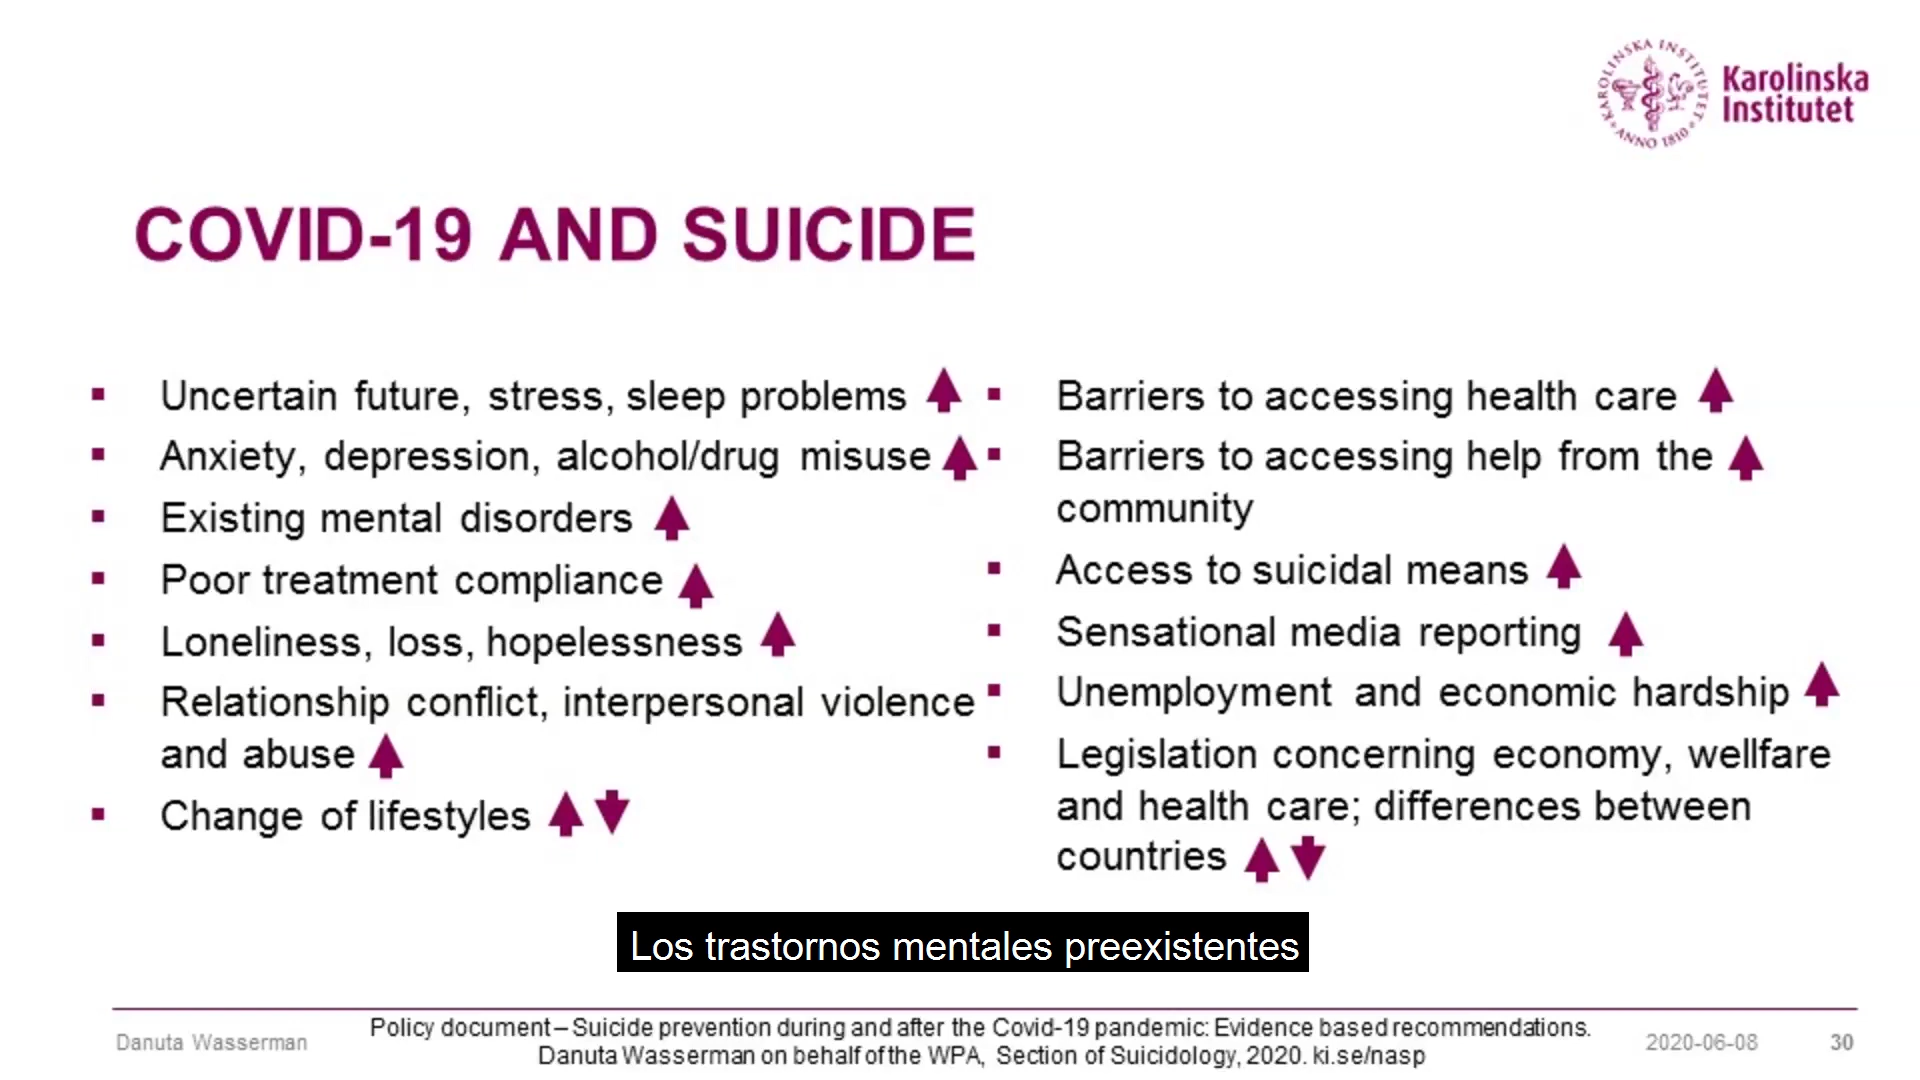 KAROLINSKA INSTITUTET
ANNO 1810
Karolinska
Institutet
COVID-19 AND SUICIDE
Uncertain future, stress, sleep problems
Anxiety, depression, alcohol/drug misuse
Existing mental disorders
Poor treatment compliance
Loneliness, loss, hopelessness
Relationship conflict, interpersonal violence
and abuse
Change of lifestyles
Barriers to accessing health care
Barriers to accessing help from the
community
Access to suicidal means
Sensational media reporting
Unemployment and economic hardship
Legislation concerning economy, wellfare
and health care; differences between
countries
Los trastornos mentales preexistentes
Danuta Wasserman
Policy document – Suicide prevention during and after the Covid-19 pandemic: Evidence based recommendations.
Danuta Wasserman on behalf of the WPA, Section of Suicidology, 2020. ki.se/nasp
2020-06-08
30